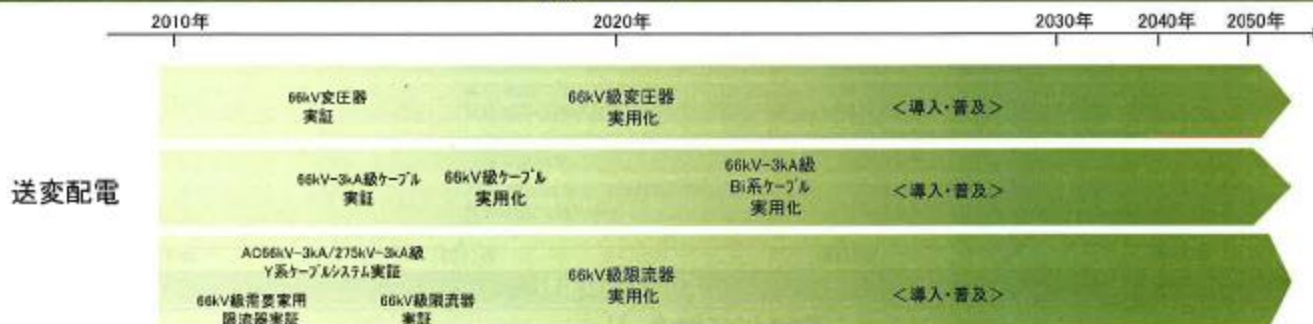 2010年 2020年 2030年 2040年 2050年
送変配電
66kV変圧器
実証
66kV級変圧器
実用化
＜導入・普及＞
66kV-3kA級ケーブル
実証
66kV級ケーブル
実用化
66kV-3kA級
Bi系ケーブル
実用化
＜導入・普及＞
AC66kV-3kA/275kV-3kA級
Y系ケーブルシステム実証
66kV級需要家用
限流器実証
66kV級限流器
実証
66kV級限流器
実用化
＜導入・普及＞